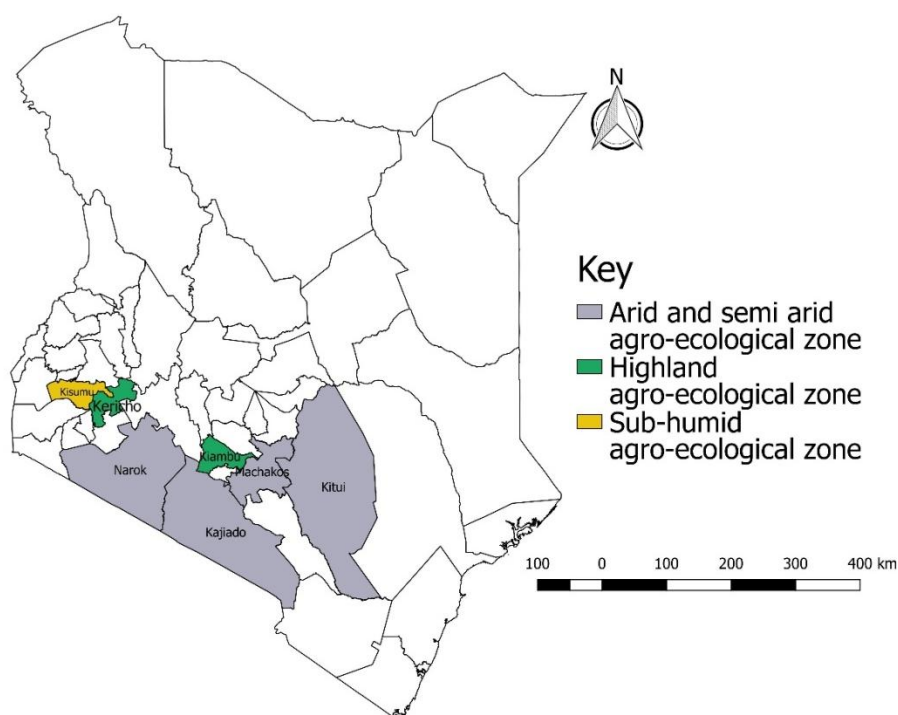 N
Key
Arid and semi arid
agro-ecological zone
Highland
agro-ecological zone
Sub-humid
agro-ecological zone
Kisumu
Kericho
Kiambu
Machakos
Narok
Kitui
Kajiado
100 0 100 200 300 400 km